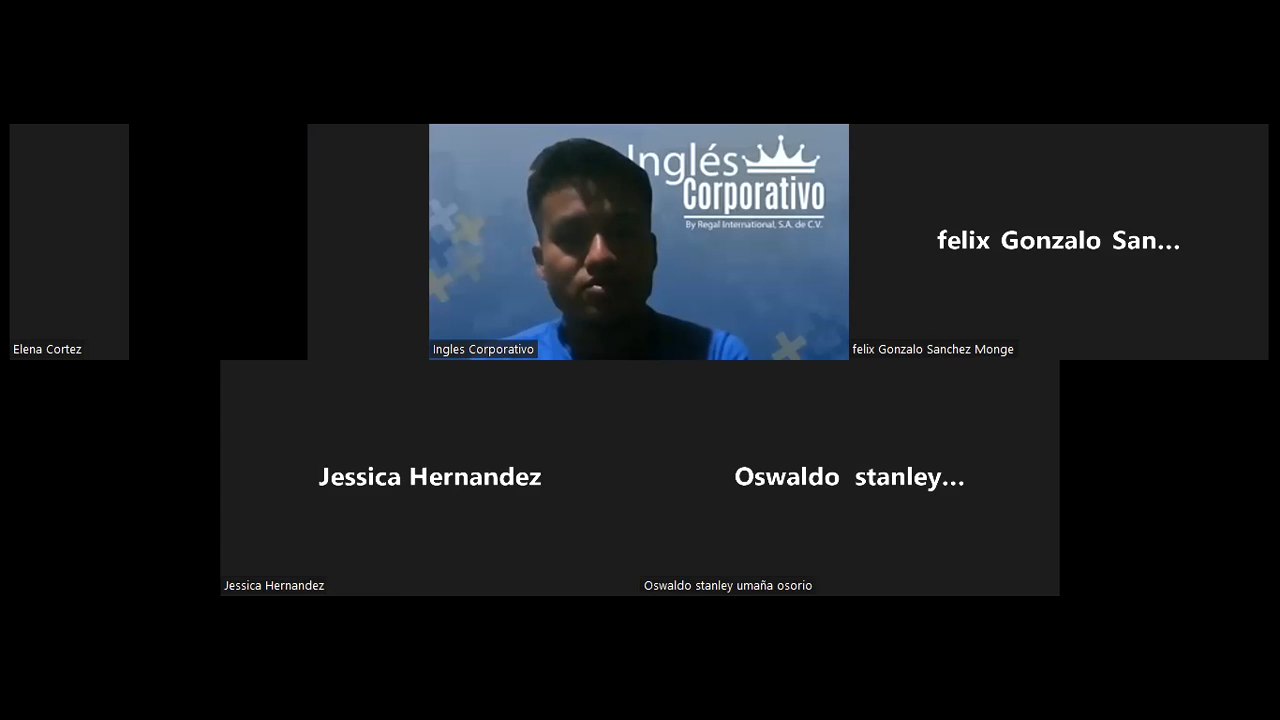 Inglés
Corporativo
By Regal International, S.A. de C.V.
felix Gonzalo San...
Elena Cortez
Ingles Corporativo
felix Gonzalo Sanchez Monge
Jessica Hernandez
Oswaldo stanley...
Jessica Hernandez
Oswaldo stanley umaña osorio